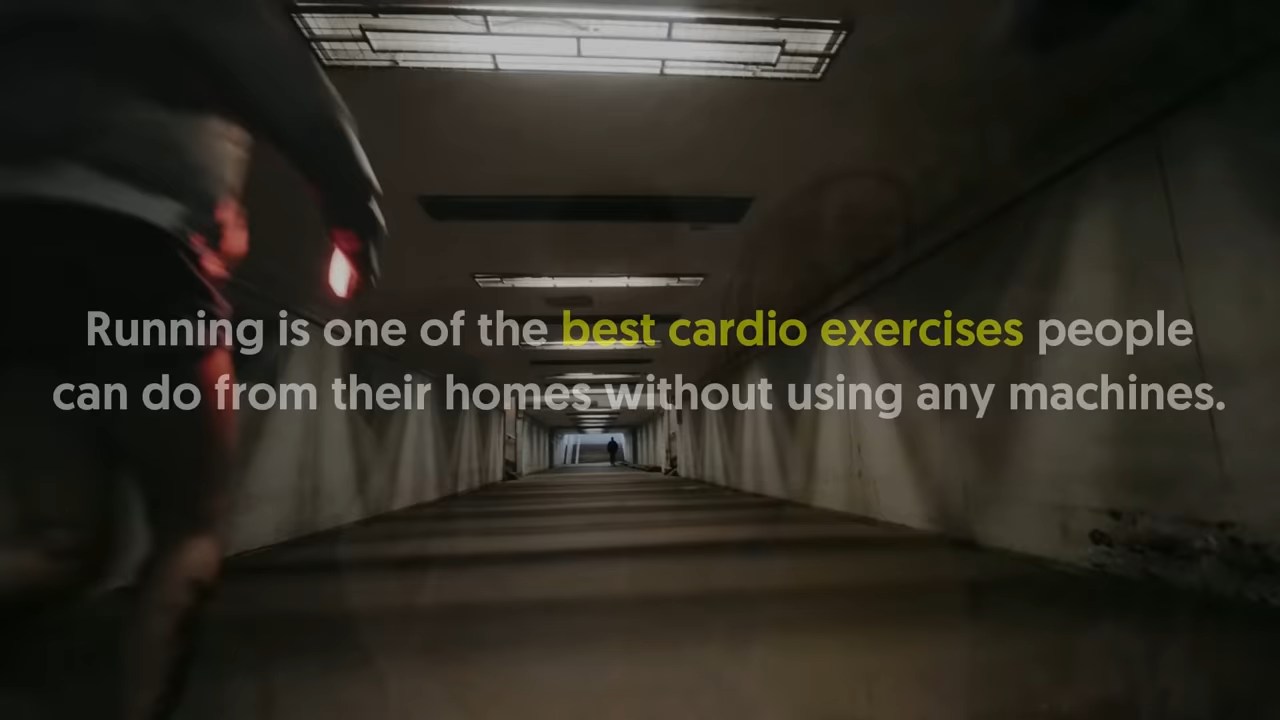 Running is one of the best cardio exercises people
can do from their homes without using any machines.